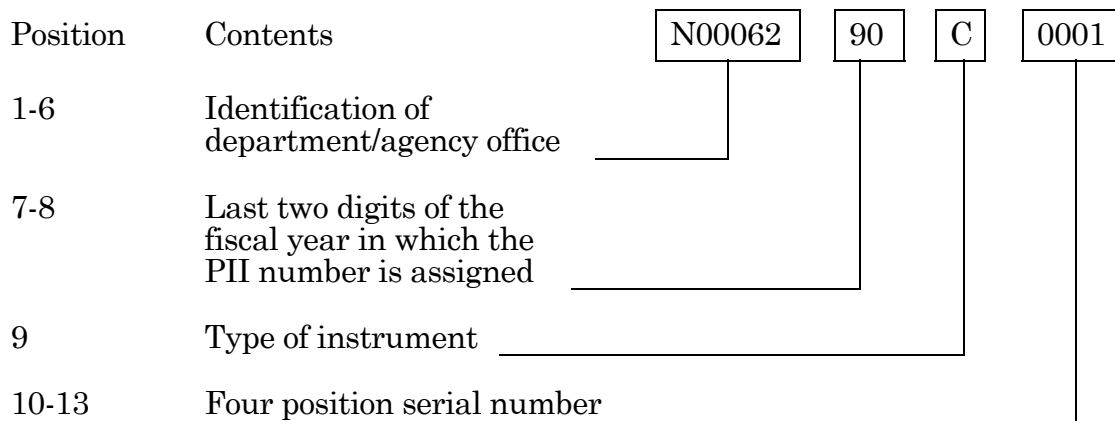 Position Contents N00062 90 C 0001
1-6 Identification of
department/agency office
7-8 Last two digits of the
fiscal year in which the
PII number is assigned
9 Type of instrument
10-13 Four position serial number